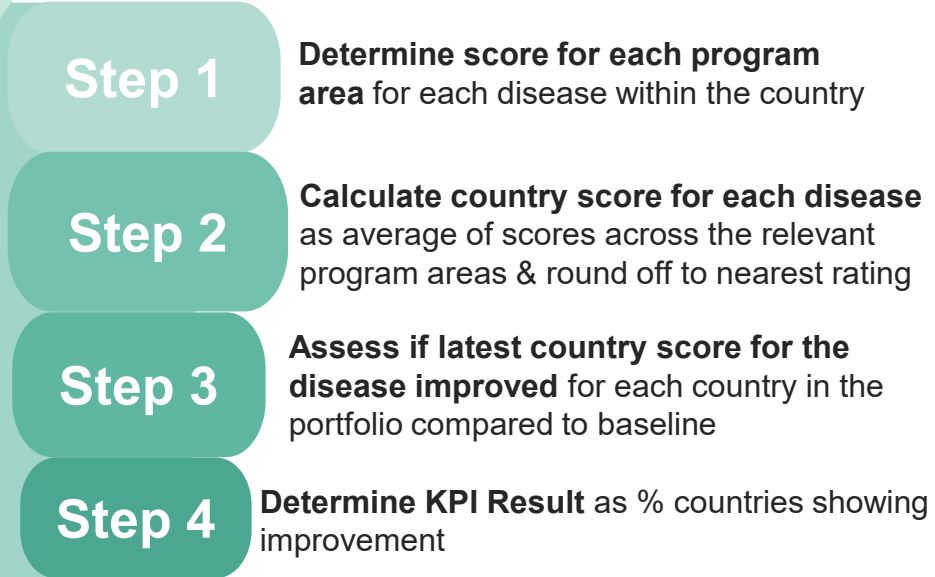 Step 1
Determine score for each program
area for each disease within the country
Step 2
Calculate country score for each disease
as average of scores across the relevant
program areas & round off to nearest rating
Step 3
Assess if latest country score for the
disease improved for each country in the
portfolio compared to baseline
Step 4
Determine KPI Result as % countries showing
improvement